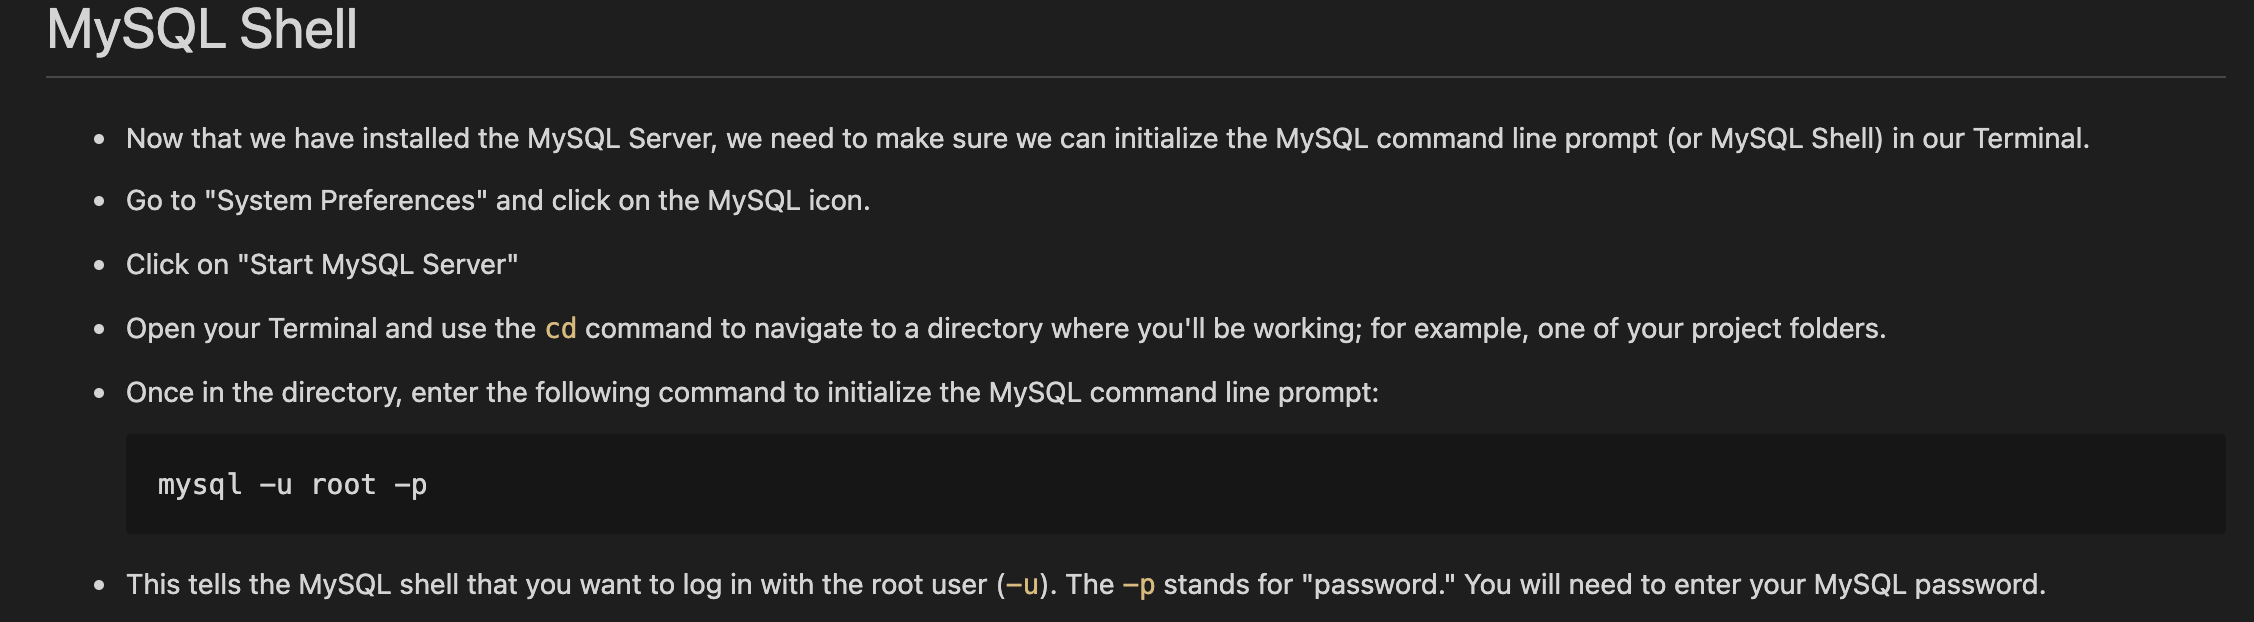 MySQL Shell
• Now that we have installed the MySQL Server, we need to make sure we can initialize the MySQL command line prompt (or MySQL Shell) in our Terminal.
• Go to "System Preferences" and click on the MySQL icon.
• Click on "Start MySQL Server"
• Open your Terminal and use the cd command to navigate to a directory where you'll be working; for example, one of your project folders.
• Once in the directory, enter the following command to initialize the MySQL command line prompt:
mysql -u root -p
• This tells the MySQL shell that you want to log in with the root user (-u). The -p stands for "password." You will need to enter your MySQL password.